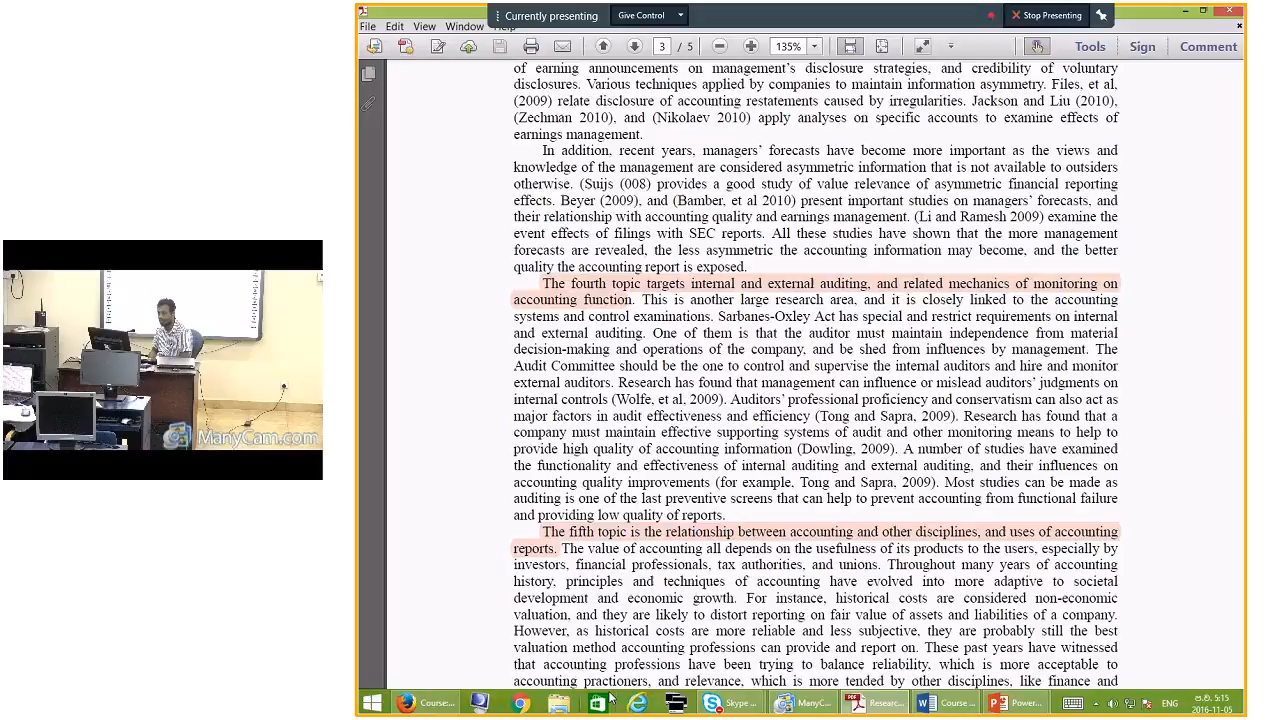 Currently presenting
Give Control
Stop Presenting
File Edit View Window Help
3 / 5
135%
Tools Sign Comment
of earning announcements on management's disclosure strategies, and credibility of voluntary
disclosures. Various techniques applied by companies to maintain information asymmetry. Files, et al,
(2009) relate disclosure of accounting restatements caused by irregularities. Jackson and Liu (2010),
(Zechman 2010), and (Nikolaev 2010) apply analyses on specific accounts to examine effects of
earnings management.
In addition, recent years, managers' forecasts have become more important as the views and
knowledge of the management are considered asymmetric information that is not available to outsiders
otherwise. (Suijs (008) provides a good study of value relevance of asymmetric financial reporting
effects. Beyer (2009), and (Bamber, et al 2010) present important studies on managers' forecasts, and
their relationship with accounting quality and earnings management. (Li and Ramesh 2009) examine the
event effects of filings with SEC reports. All these studies have shown that the more management
forecasts are revealed, the less asymmetric the accounting information may become, and the better
quality the accounting report is exposed.
The fourth topic targets internal and external auditing, and related mechanics of monitoring on
accounting function. This is another large research area, and it is closely linked to the accounting
systems and control examinations. Sarbanes-Oxley Act has special and restrict requirements on internal
and external auditing. One of them is that the auditor must maintain independence from material
decision-making and operations of the company, and be shed from influences by management. The
Audit Committee should be the one to control and supervise the internal auditors and hire and monitor
external auditors. Research has found that management can influence or mislead auditors' judgments on
internal controls (Wolfe, et al. 2009). Auditors' professional proficiency and conservatism can also act as
major factors in audit effectiveness and efficiency (Tong and Sapra, 2009). Research has found that a
company must maintain effective supporting systems of audit and other monitoring means to help to
provide high quality of accounting information (Dowling, 2009). A number of studies have examined
the functionality and effectiveness of internal auditing and external auditing, and their influences on
accounting quality improvements (for example, Tong and Sapra, 2009). Most studies can be made as
auditing is one of the last preventive screens that can help to prevent accounting from functional failure
and providing low quality of reports.
The fifth topic is the relationship between accounting and other disciplines, and uses of accounting
reports. The value of accounting all depends on the usefulness of its products to the users, especially by
investors, financial professionals, tax authorities, and unions. Throughout many years of accounting
history, principles and techniques of accounting have evolved into more adaptive to societal
development and economic growth. For instance, historical costs are considered non-economic
valuation, and they are likely to distort reporting on fair value of assets and liabilities of a company.
However, as historical costs are more reliable and less subjective, they are probably still the best
valuation method accounting professions can provide and report on. These past years have witnessed
that accounting professions have been trying to balance reliability, which is more acceptable to
accounting practioners, and relevance, which is more tended by other disciplines, like finance and
ManyCam.com
Course:...
Skype ...
ManyC...
Researc...
Course ...
Power...
ENG
5:15
2016-11-05